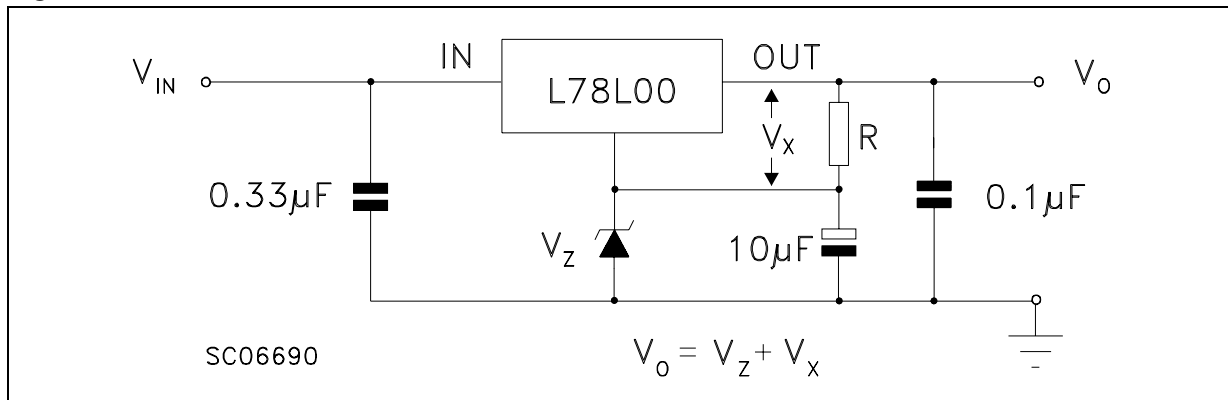 IN
OUT
V_IN
L78L00
V_O
V_X
R
0.33µF
0.1µF
V_Z
10µF
SC06690
V_O = V_Z + V_X